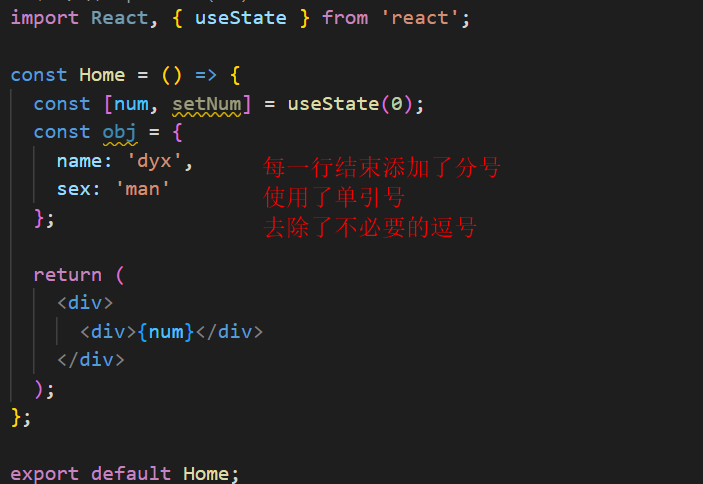 import React, { useState } from 'react';
const Home = () => {
const [num, setNum] = useState(0);
const obj = {
name: 'dyx',
sex: 'man'
};
每一行结束添加了分号
使用了单引号
去除了不必要的逗号
return (
<div>
<div>{num}</div>
</div>
);
};
export default Home;